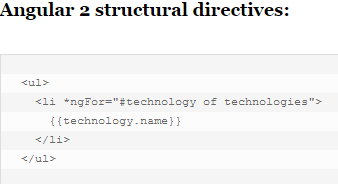 Angular 2 structural directives:
<ul>
<li *ngFor="#technology of technologies">
{{technology.name}}
</li>
</ul>